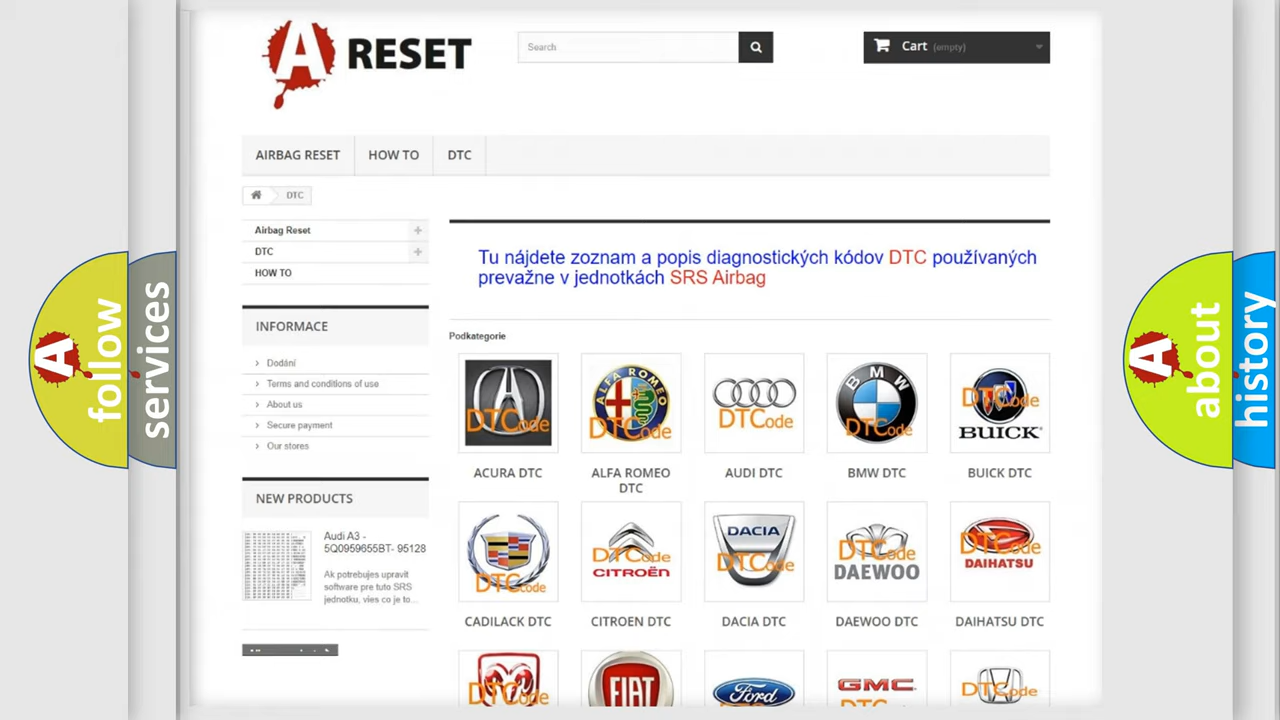 A RESET
Search
Cart (empty)
AIRBAG RESET
HOW TO
DTC
DTC
Airbag Reset
DTC
HOW TO
Tu nájdete zoznam a popis diagnostických kódov DTC používaných
prevažne v jednotkách SRS Airbag
INFORMACE
Dodání
Terms and conditions of use
About us
Secure payment
Our stores
Podkategorie
DTCode
ALFA ROMEO
DTCode
DTCode
BMW
DTCode
DTCode
BUICK
ACURA DTC
ALFA ROMEO
DTC
AUDI DTC
BMW DTC
BUICK DTC
NEW PRODUCTS
Audi A3 -
5Q0959655BT- 95128
Ak potrebujes upravit
software pre tuto SRS
jednotku, vies co je to...
DTCode
DTCode
CITROËN
DACIA
DTCode
DTCode
DAEWOO
DTCode
DAIHATSU
CADILACK DTC
CITROEN DTC
DACIA DTC
DAEWOO DTC
DAIHATSU DTC
DTCode
FIAT
Ford
GMC
DTCode
A
follow
services
A
about
history